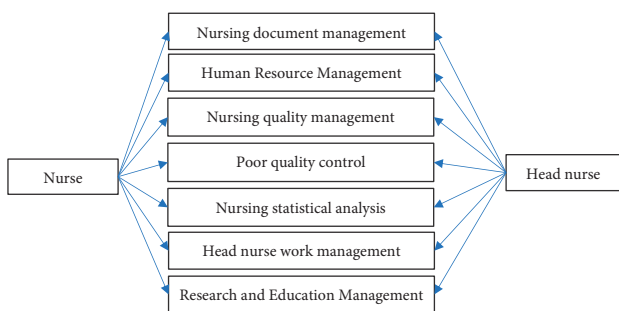 Nursing document management
Human Resource Management
Nursing quality management
Poor quality control
Nurse
Head nurse
Nursing statistical analysis
Head nurse work management
Research and Education Management